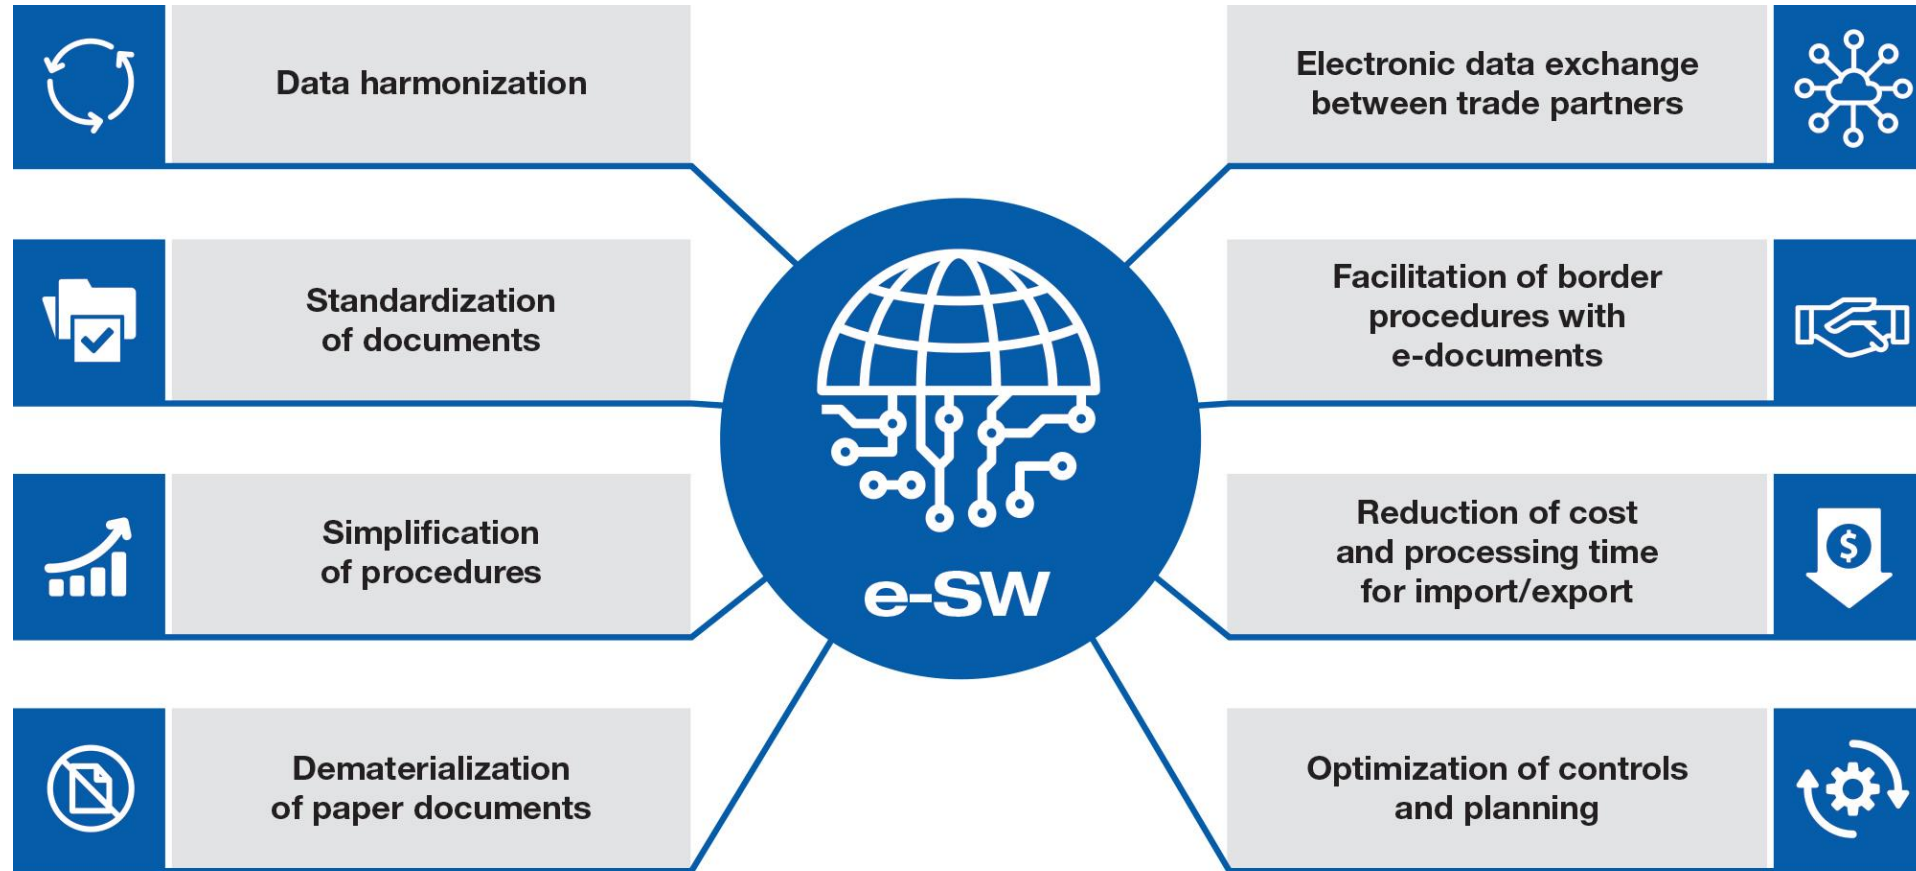 Data harmonization
Standardization
of documents
Simplification
of procedures
Dematerialization
of paper documents
e-SW
Electronic data exchange
between trade partners
Facilitation of border
procedures with
e-documents
Reduction of cost
and processing time
for import/export
$
Optimization of controls
and planning